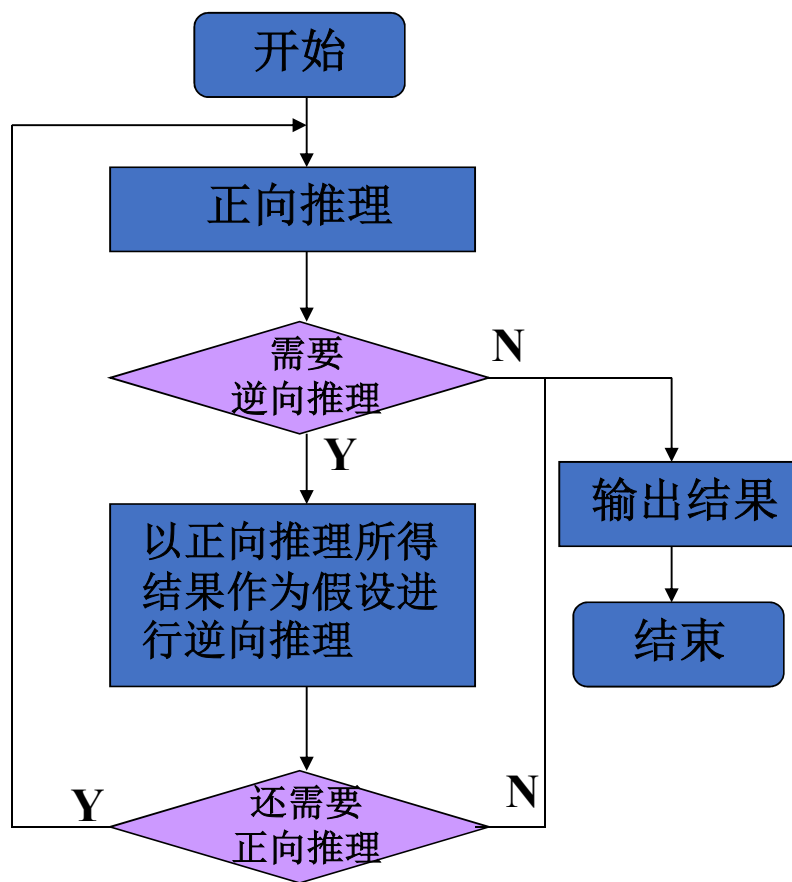 开始
正向推理
需要
逆向推理
N
Y
以正向推理所得
结果作为假设进
行逆向推理
输出结果
结束
还需要
正向推理
Y
N